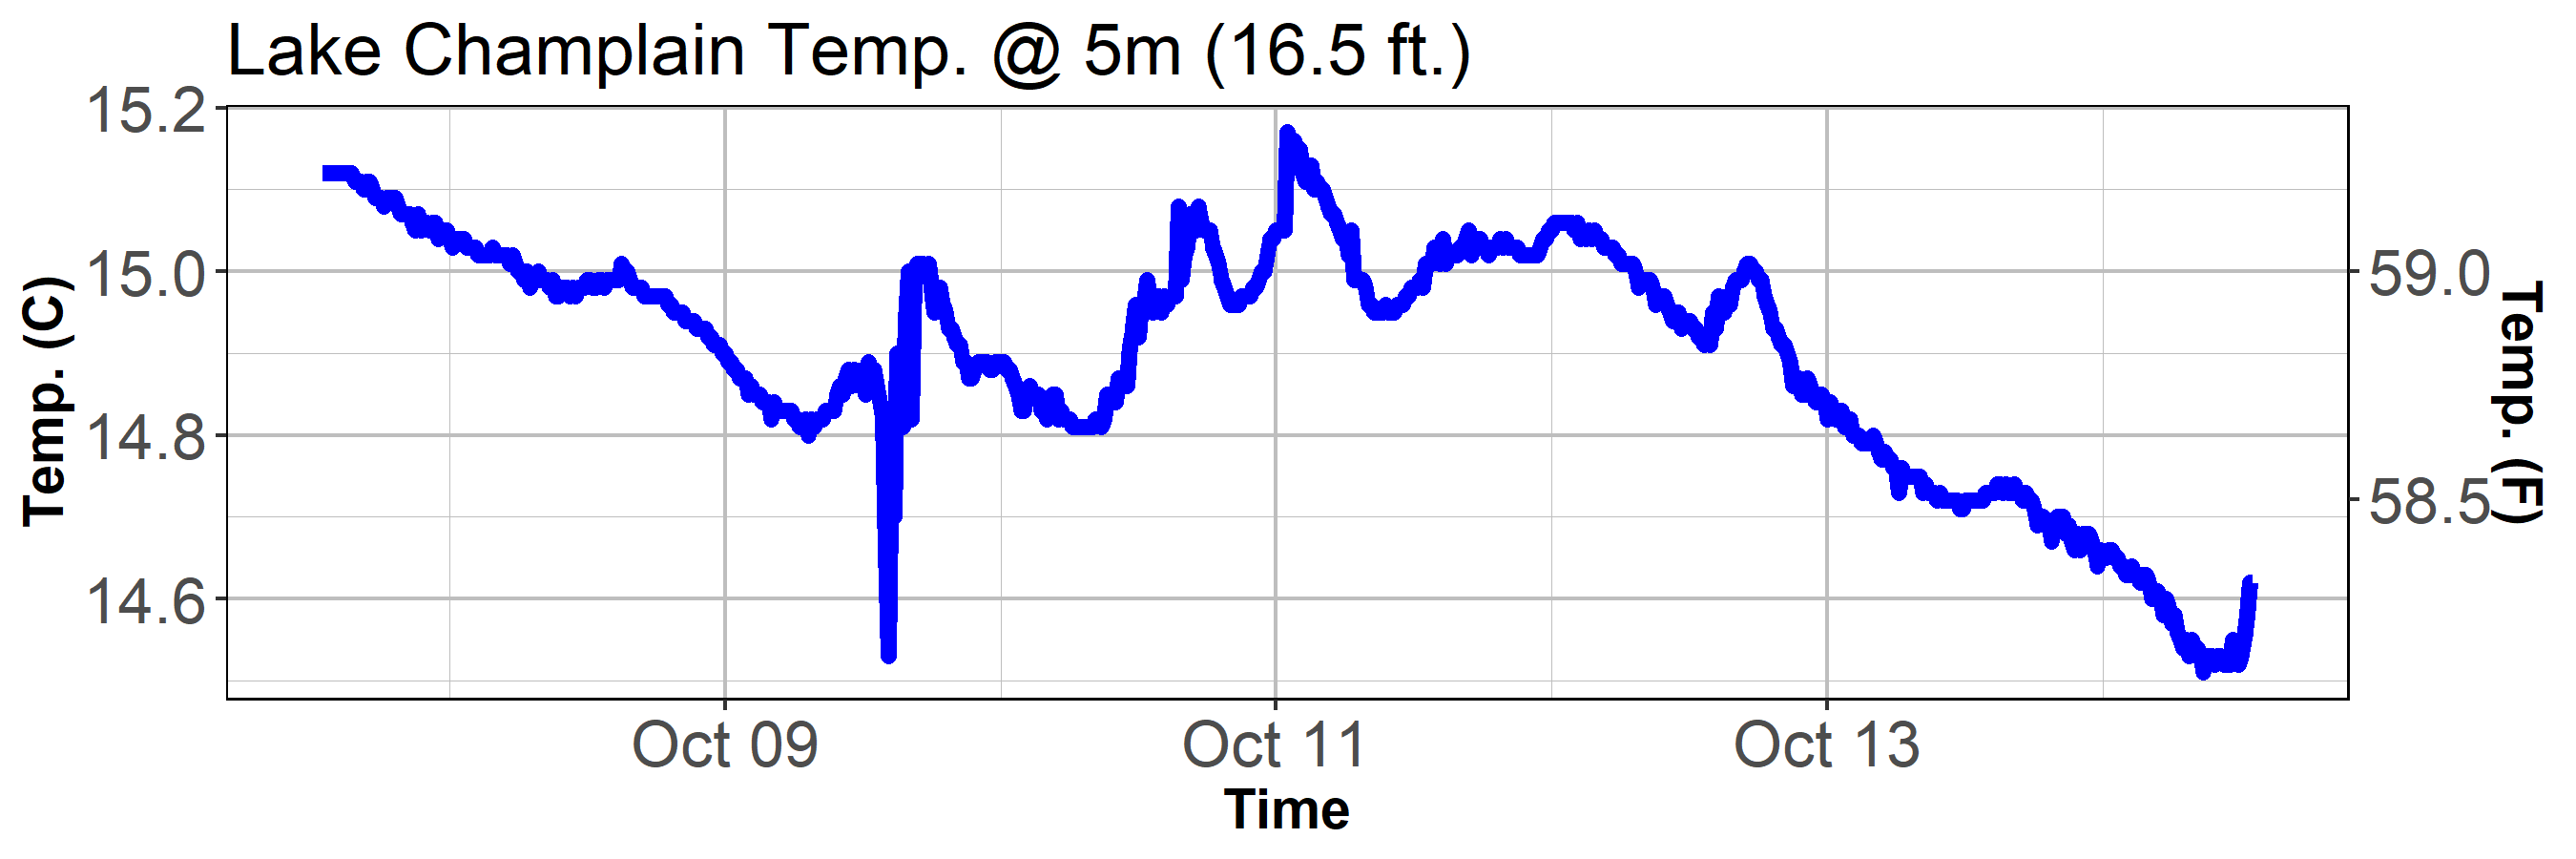 Lake Champlain Temp. @ 5m (16.5 ft.)
15.2
15.0
14.8
14.6
Temp. (C)
59.0
58.5
Temp. (F)
Oct 09 Oct 11 Oct 13
Time